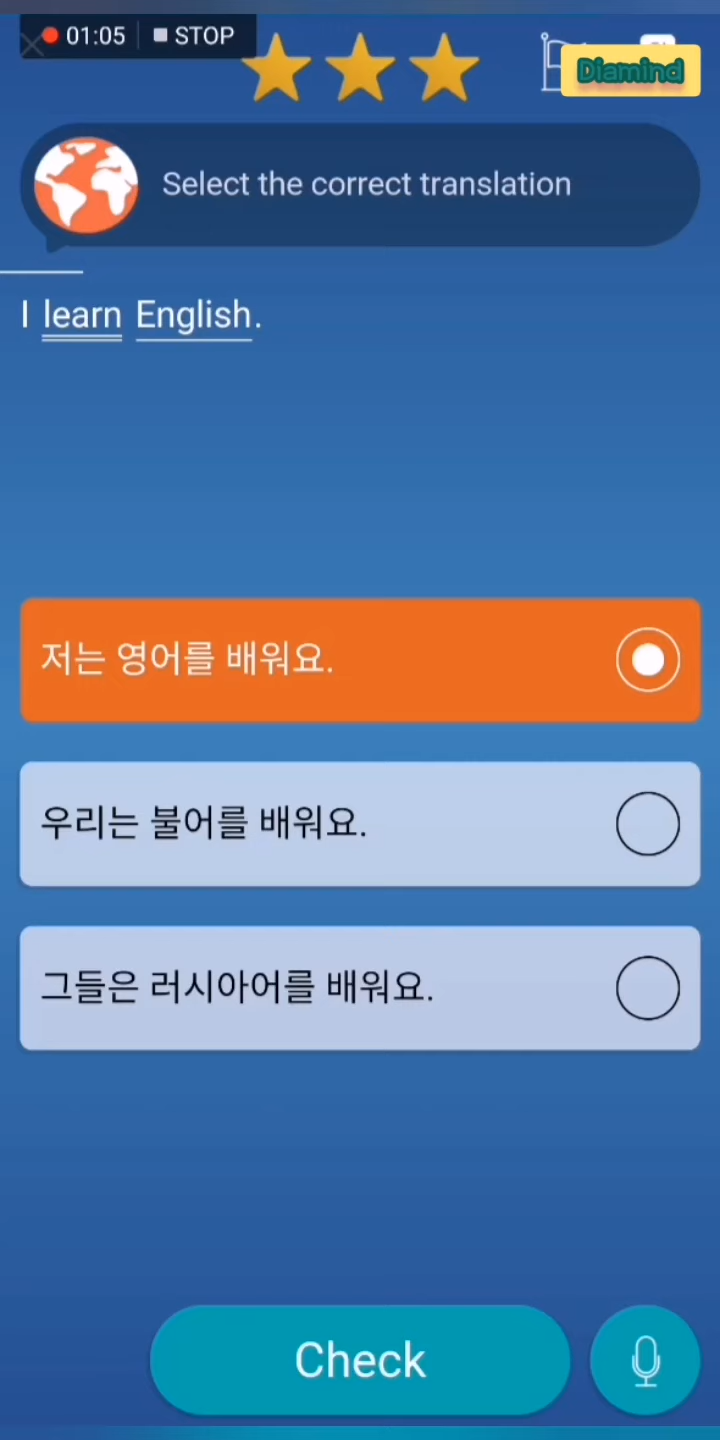 01:05 STOP
Diamind
Select the correct translation
I learn English.
저는 영어를 배워요.
우리는 불어를 배워요.
그들은 러시아어를 배워요.
Check